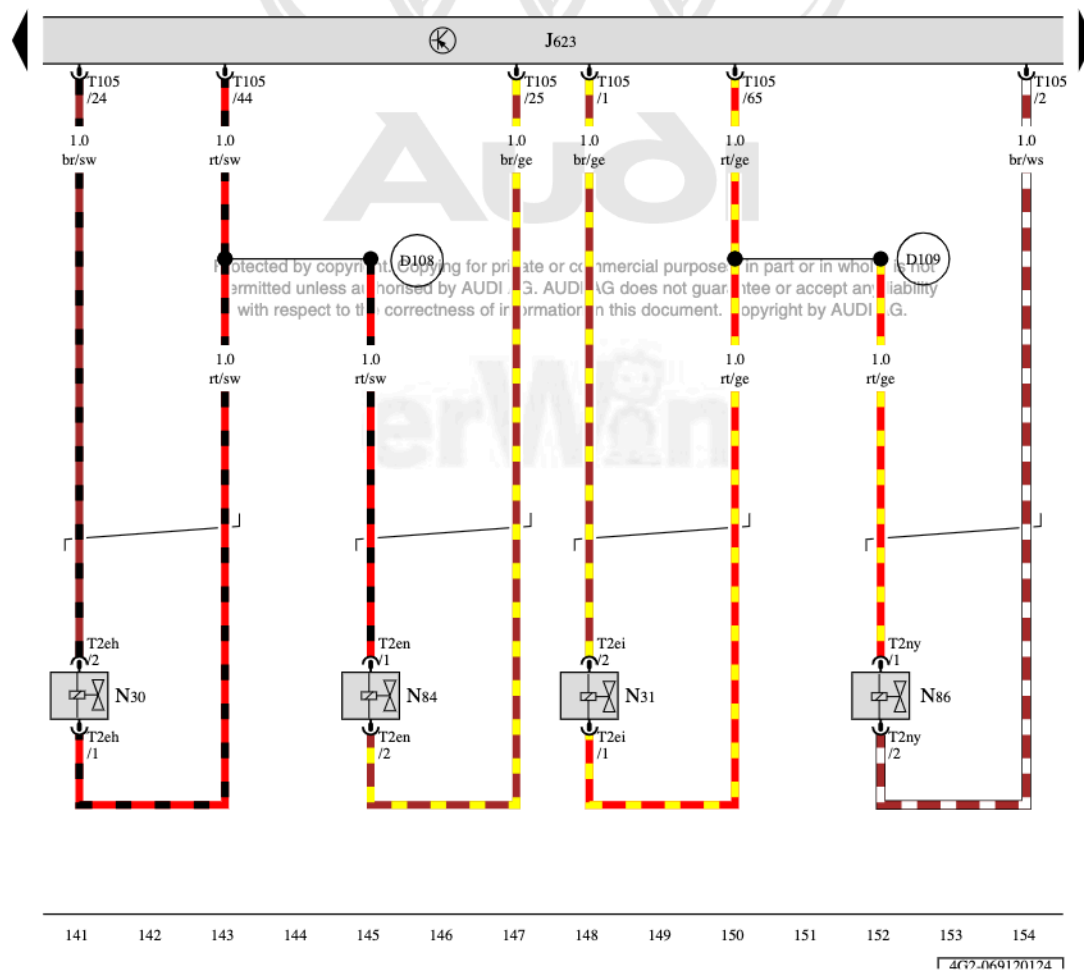 J623
T105 T105 T105 T105 T105 T105
/24 /44 /25 /1 /65 /2
1.0 1.0 1.0 1.0 1.0 1.0
br/sw rt/sw br/ge br/ge rt/ge br/ws
Audi
D108 D109
Protected by copyright. Copying for private or commercial purposes, in part or in whole, is not
permitted unless authorised by AUDI AG. AUDI AG does not guarantee or accept any liability
with respect to the correctness of information in this document. Copyright by AUDI AG.
1.0 1.0 1.0 1.0
rt/sw rt/sw rt/ge rt/ge
erWin
T2eh T2en T2ei T2ny
/2 /1 /2 /1
N30 N84 N31 N86
T2eh T2en T2ei T2ny
/1 /2 /1 /2
141 142 143 144 145 146 147 148 149 150 151 152 153 154
4G2-069120124